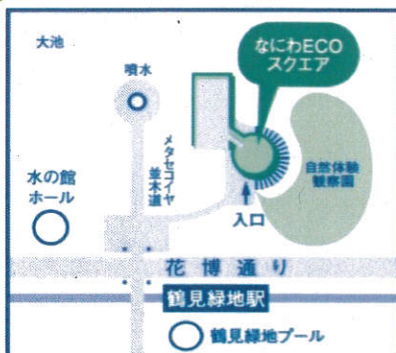 大池
噴水
なにわECO
スクエア
メタセコイヤ
並木道
水の館
ホール
自然体験
観察園
入口
花博通り
鶴見緑地駅
鶴見緑地プール